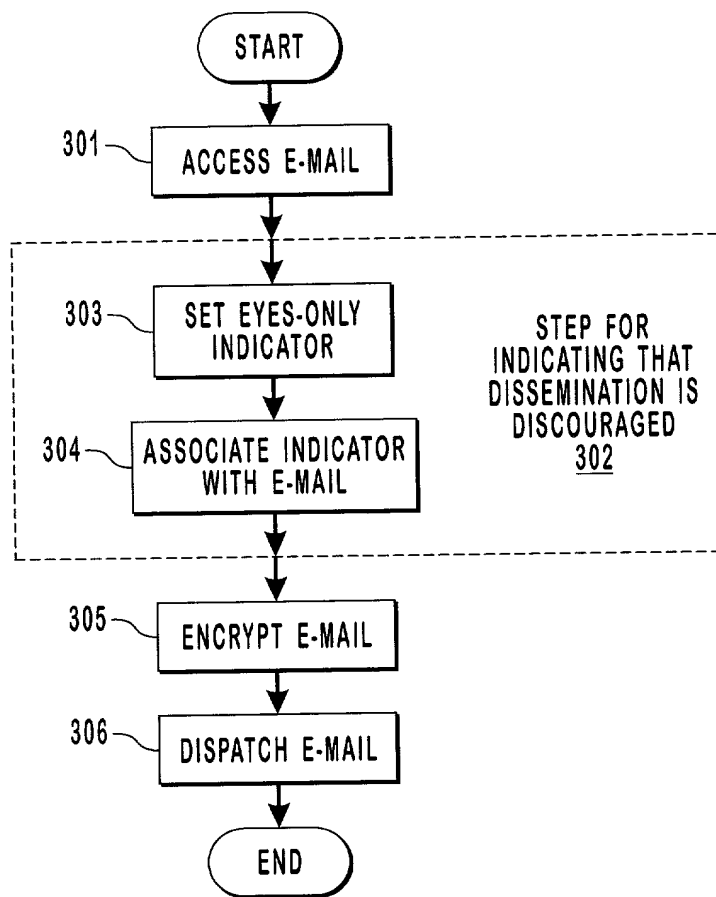 START
301
ACCESS E-MAIL
303
SET EYES-ONLY
INDICATOR
STEP FOR
INDICATING THAT
DISSEMINATION IS
DISCOURAGED
302
304
ASSOCIATE INDICATOR
WITH E-MAIL
305
ENCRYPT E-MAIL
306
DISPATCH E-MAIL
END